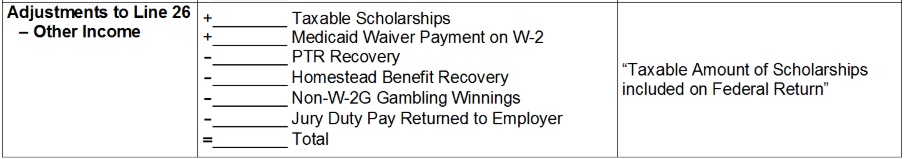 Adjustments to Line 26
– Other Income
+________ Taxable Scholarships
+________ Medicaid Waiver Payment on W-2
-________ PTR Recovery
-________ Homestead Benefit Recovery
-________ Non-W-2G Gambling Winnings
-________ Jury Duty Pay Returned to Employer
=________ Total
“Taxable Amount of Scholarships
included on Federal Return”